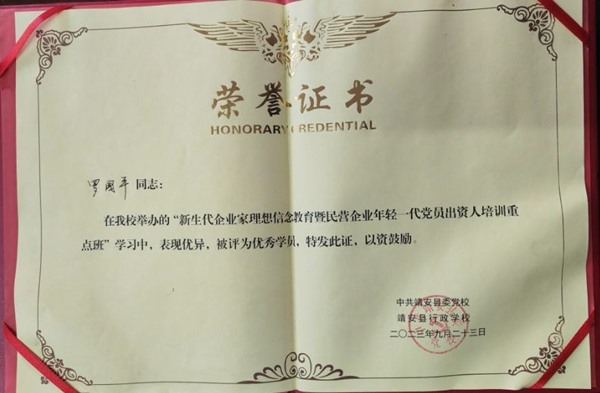 荣誉证书
HONORARY CREDENTIAL
罗国平 同志：
在我校举办的“新生代企业家理想信念教育暨民营企业年轻一代党员出资人培训重
点班”学习中，表现优异，被评为优秀学员，特发此证，以资鼓励。
中共靖安县委党校
靖安县行政学校
二〇二三年九月二十三日